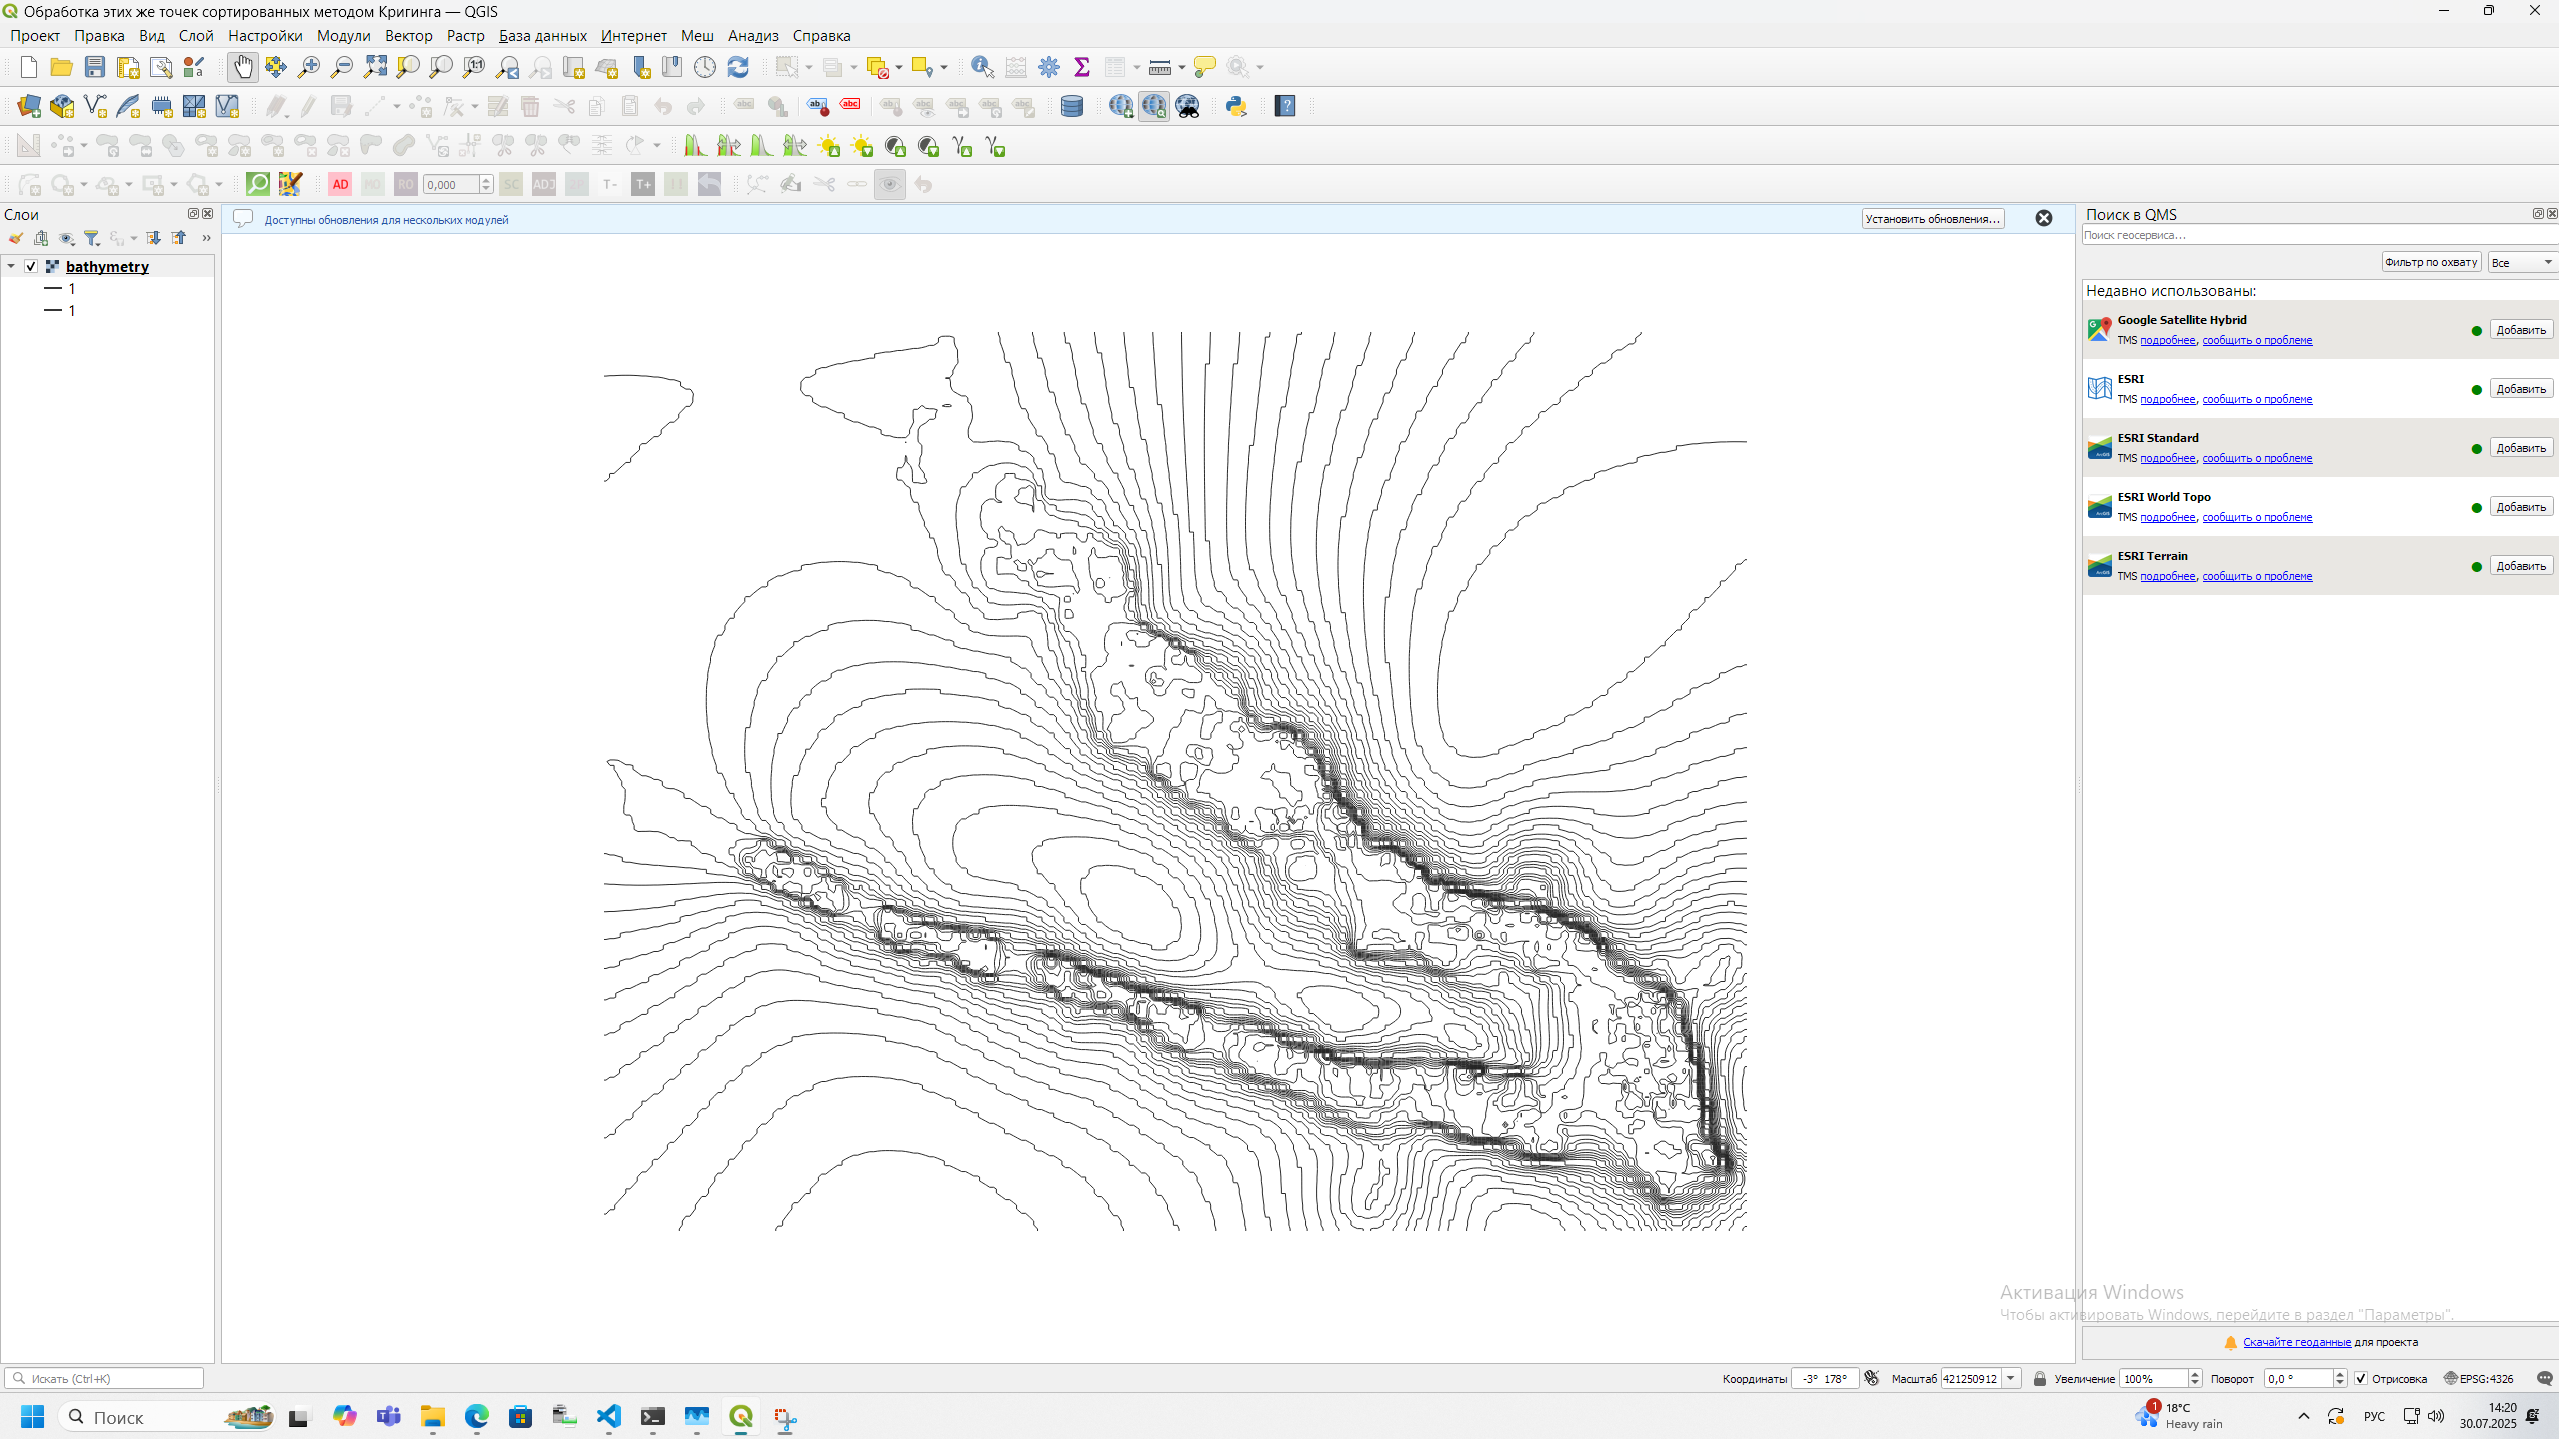 Обработка этих же точек сортированных методом Кригинга — QGIS
Проект Правка Вид Слой Настройки Модули Вектор Растр База данных Интернет Меш Анализ Справка
AD MO RO 0,000 SC ADJ 2P T- T+ 11
Слои
Доступны обновления для нескольких модулей
Установить обновления...
bathymetry
1
1
Поиск в QMS
Поиск геосервиса...
Фильтр по охвату
Все
Недавно использованы:
Google Satellite Hybrid
TMS подробнее, сообщить о проблеме
Добавить
ESRI
TMS подробнее, сообщить о проблеме
Добавить
ESRI Standard
TMS подробнее, сообщить о проблеме
Добавить
ESRI World Topo
TMS подробнее, сообщить о проблеме
Добавить
ESRI Terrain
TMS подробнее, сообщить о проблеме
Добавить
Активация Windows
Чтобы активировать Windows, перейдите в раздел "Параметры".
Скачайте геоданные для проекта
Искать (Ctrl+K)
Координаты -3° 178° Масштаб 421250912 Увеличение 100% Поворот 0,0 ° Отрисовка EPSG:4326
Поиск
1
18°C
Heavy rain
РУС
14:20
30.07.2025